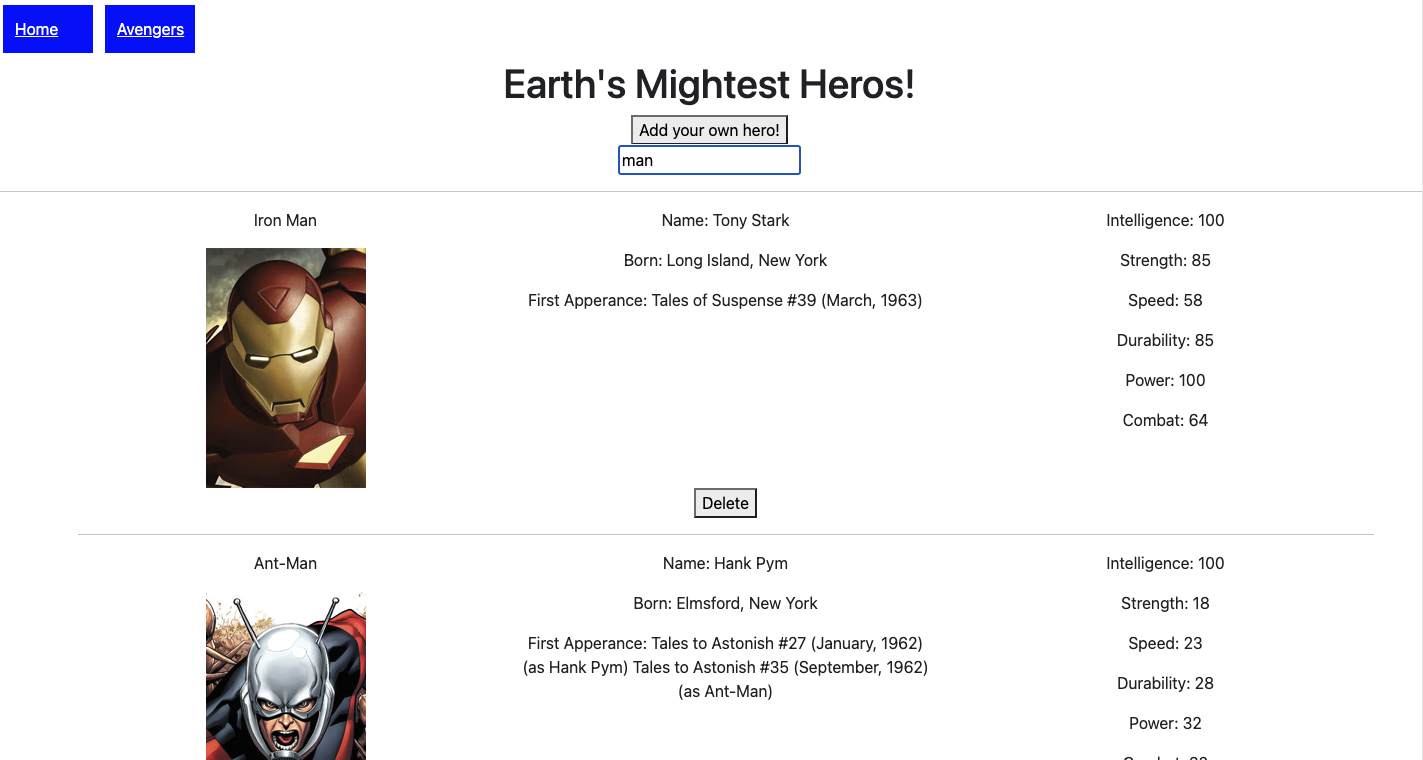 Home Avengers
Earth's Mightest Heros!
Add your own hero!
man
Iron Man
Name: Tony Stark
Born: Long Island, New York
First Apperance: Tales of Suspense #39 (March, 1963)
Intelligence: 100
Strength: 85
Speed: 58
Durability: 85
Power: 100
Combat: 64
Delete
Ant-Man
Name: Hank Pym
Born: Elmsford, New York
First Apperance: Tales to Astonish #27 (January, 1962)
(as Hank Pym) Tales to Astonish #35 (September, 1962)
(as Ant-Man)
Intelligence: 100
Strength: 18
Speed: 23
Durability: 28
Power: 32